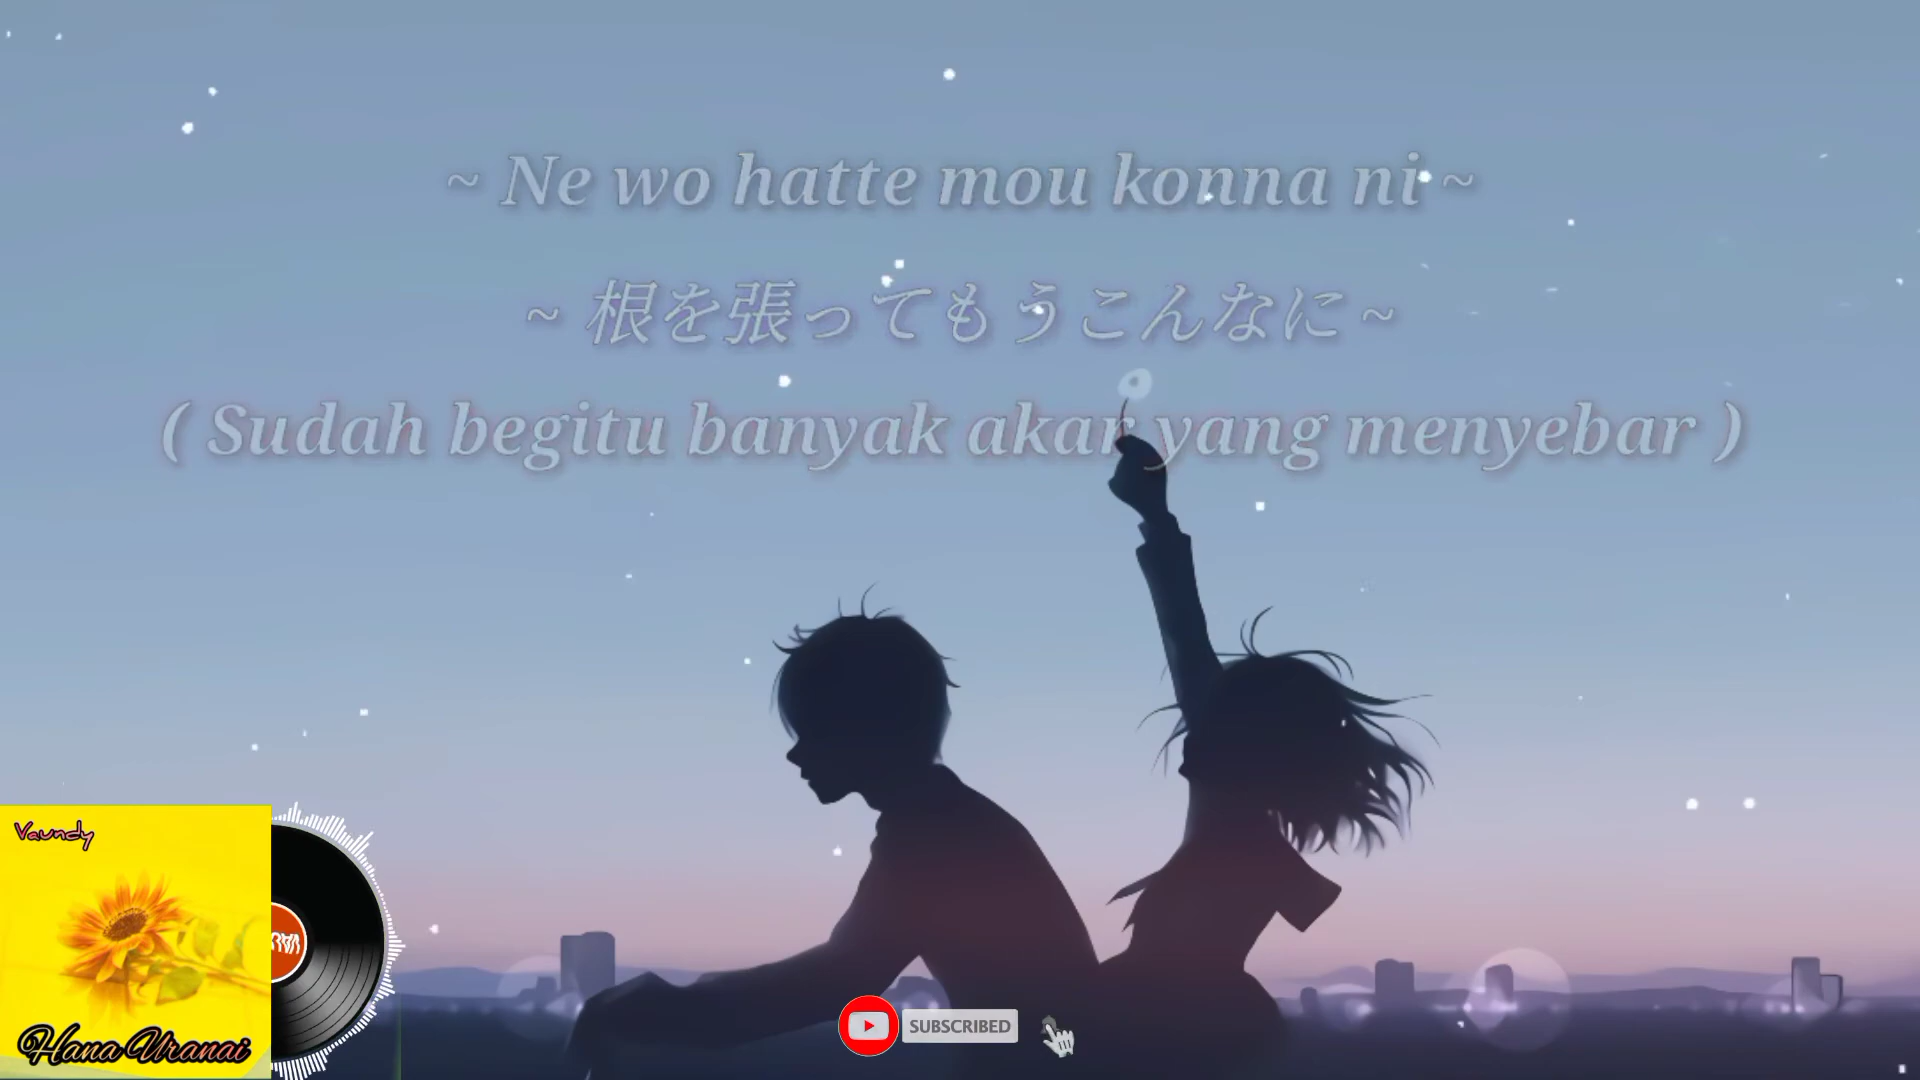 ~ Ne wo hatte mou konna ni ~
~ 根を張ってもうこんなに ~
( Sudah begitu banyak akar yang menyebar )
Vaundy
Hana Uranai
SUBSCRIBED